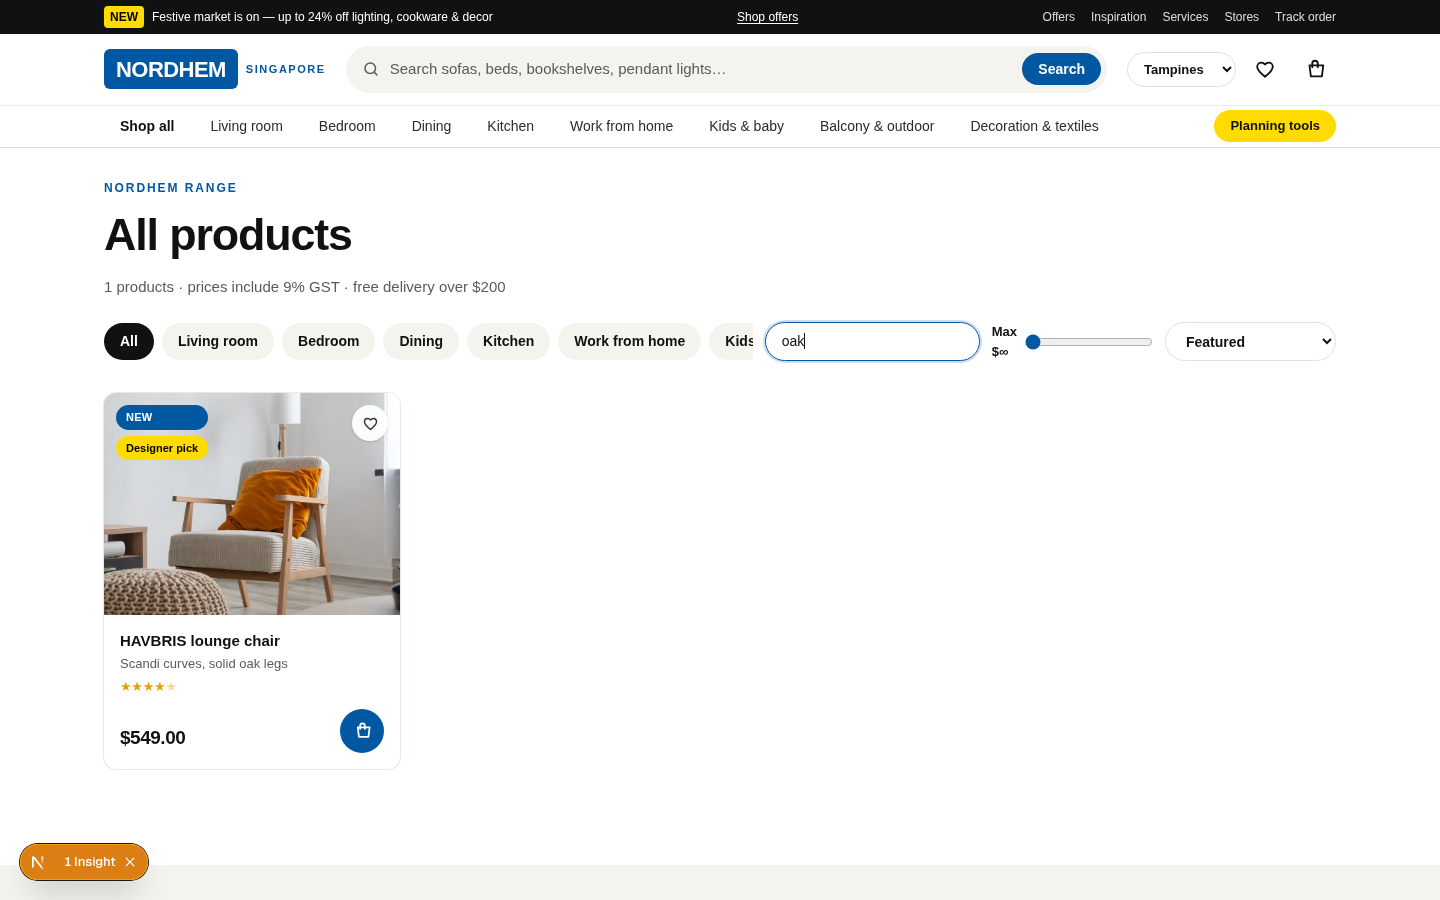 NEW Festive market is on — up to 24% off lighting, cookware & decor Shop offers Offers Inspiration Services Stores Track order
NORDHEM SINGAPORE Search sofas, beds, bookshelves, pendant lights… Search Tampines
Shop all Living room Bedroom Dining Kitchen Work from home Kids & baby Balcony & outdoor Decoration & textiles Planning tools
NORDHEM RANGE
All products
1 products · prices include 9% GST · free delivery over $200
All Living room Bedroom Dining Kitchen Work from home Kids oak Max $∞ Featured
NEW
Designer pick
HAVBRIS lounge chair
Scandi curves, solid oak legs
★★★★★
$549.00
1 Insight